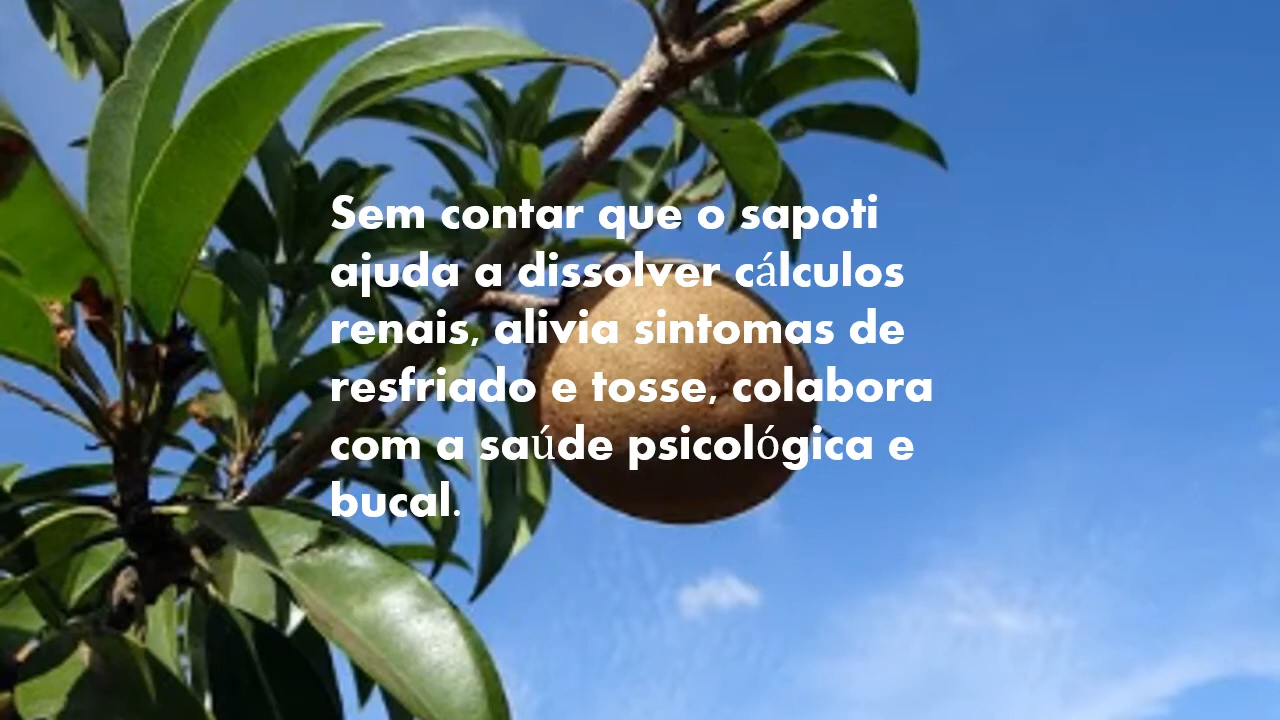 Sem contar que o sapoti
ajuda a dissolver cálculos
renais, alivia sintomas de
resfriado e tosse, colabora
com a saúde psicológica e
bucal.